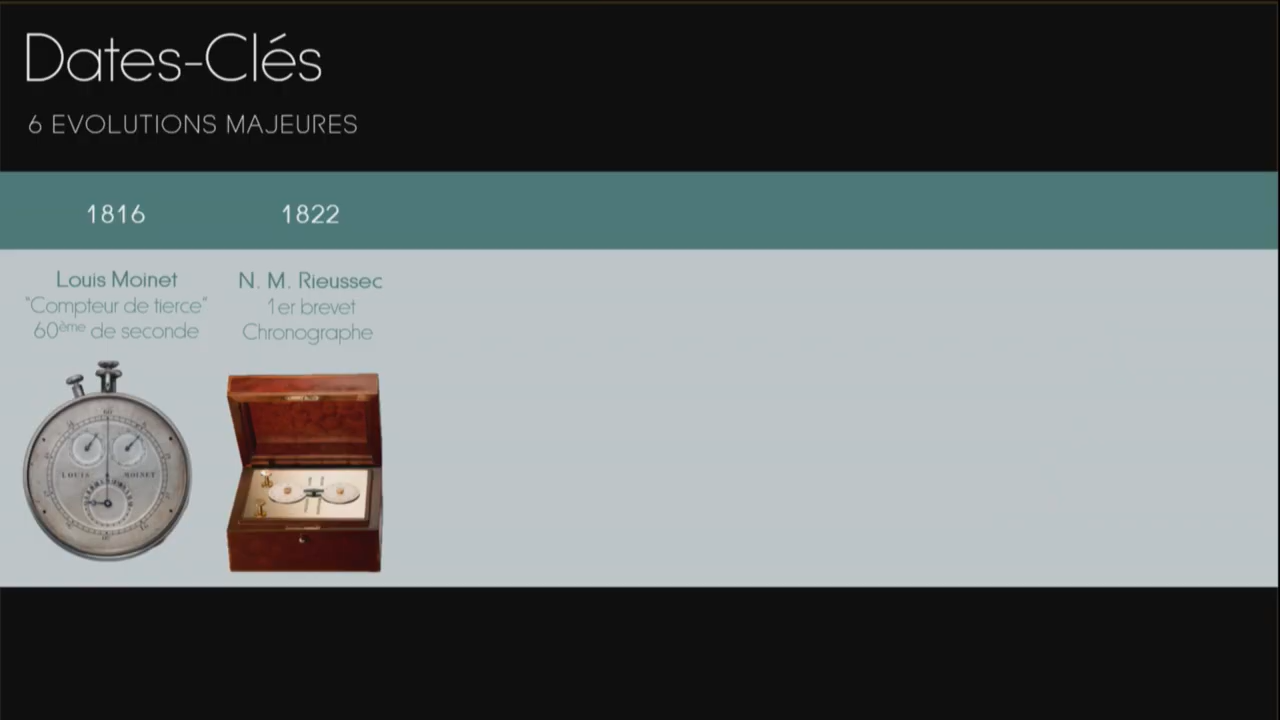 Dates-Clés
6 EVOLUTIONS MAJEURES
1816
1822
Louis Moinet
"Compteur de tierce"
60ème de seconde
N. M. Rieussec
1er brevet
Chronographe
60
LOUIS MOINET